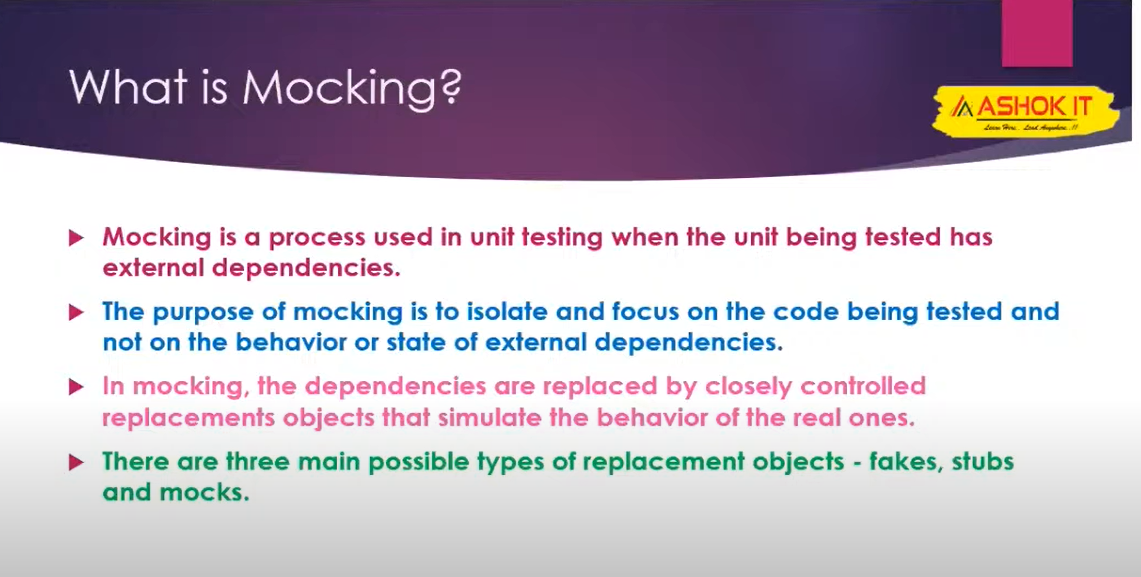 What is Mocking?
ASHOK IT
Learn Here.. Lead Anywhere..!!
Mocking is a process used in unit testing when the unit being tested has
external dependencies.
The purpose of mocking is to isolate and focus on the code being tested and
not on the behavior or state of external dependencies.
In mocking, the dependencies are replaced by closely controlled
replacements objects that simulate the behavior of the real ones.
There are three main possible types of replacement objects - fakes, stubs
and mocks.